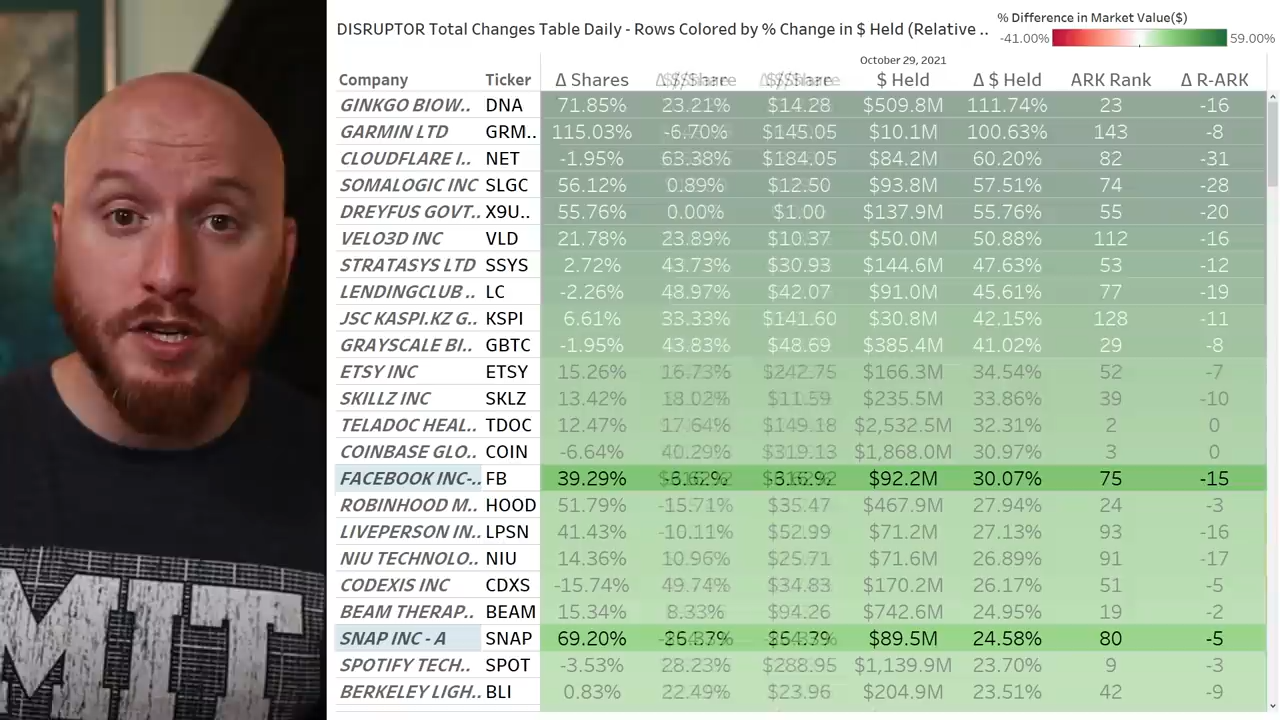 DISRUPTOR Total Changes Table Daily - Rows Colored by % Change in $ Held (Relative ..
% Difference in Market Value($)
-41.00% 59.00%
October 29, 2021
Company Ticker Δ Shares Δ $/Share $/Share $ Held Δ $ Held ARK Rank Δ R-ARK
GINKGO BIOW.. DNA 71.85% 23.21% $14.28 $509.8M 111.74% 23 -16
GARMIN LTD GRM.. 115.03% -6.70% $145.05 $10.1M 100.63% 143 -8
CLOUDFLARE I.. NET -1.95% 63.38% $184.05 $84.2M 60.20% 82 -31
SOMALOGIC INC SLGC 56.12% 0.89% $12.50 $93.8M 57.51% 74 -28
DREYFUS GOVT.. X9U.. 55.76% 0.00% $1.00 $137.9M 55.76% 55 -20
VELO3D INC VLD 21.78% 23.89% $10.37 $50.0M 50.88% 112 -16
STRATASYS LTD SSYS 2.72% 43.73% $30.93 $144.6M 47.63% 53 -12
LENDINGCLUB .. LC -2.26% 48.97% $42.07 $91.0M 45.61% 77 -19
JSC KASPI.KZ G.. KSPI 6.61% 33.33% $141.60 $30.8M 42.15% 128 -11
GRAYSCALE BI.. GBTC -1.95% 43.83% $48.69 $385.4M 41.02% 29 -8
ETSY INC ETSY 15.26% 16.73% $242.75 $166.3M 34.54% 52 -7
SKILLZ INC SKLZ 13.42% 18.02% $11.59 $235.5M 33.86% 39 -10
TELADOC HEAL.. TDOC 12.47% 17.64% $149.18 $2,532.5M 32.31% 2 0
COINBASE GLO.. COIN -6.64% 40.29% $319.13 $1,868.0M 30.97% 3 0
FACEBOOK INC-.. FB 39.29% $92.2M 30.07% 75 -15
ROBINHOOD M.. HOOD 51.79% -15.71% $35.47 $467.9M 27.94% 24 -3
LIVEPERSON IN.. LPSN 41.43% -10.11% $52.99 $71.2M 27.13% 93 -16
NIU TECHNOLO.. NIU 14.36% 10.96% $25.71 $71.6M 26.89% 91 -17
CODEXIS INC CDXS -15.74% 49.74% $34.83 $170.2M 26.17% 51 -5
BEAM THERAP.. BEAM 15.34% 8.33% $94.26 $742.6M 24.95% 19 -2
SNAP INC - A SNAP 69.20% $89.5M 24.58% 80 -5
SPOTIFY TECH.. SPOT -3.53% 28.23% $288.95 $1,139.9M 23.70% 9 -3
BERKELEY LIGH.. BLI 0.83% 22.49% $23.96 $204.9M 23.51% 42 -9
MIT